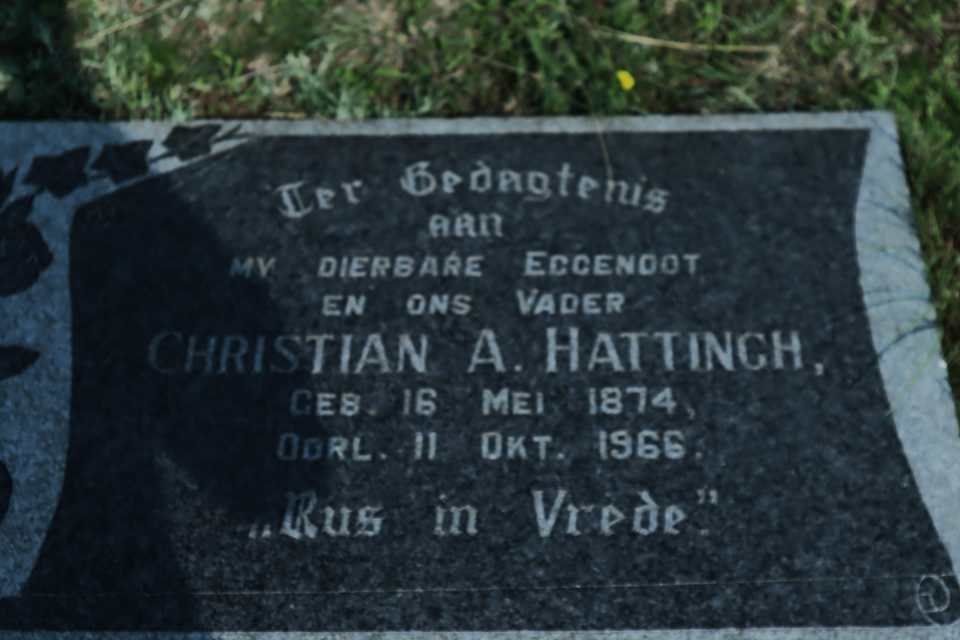 Ter Gedagtenis
aan
MY DIERBARE EGGENOOT
EN ONS VADER
CHRISTIAN A. HATTINGH,
GEB. 16 MEI 1874,
OORL. 11 OKT. 1966.
„Rus in Vrede"